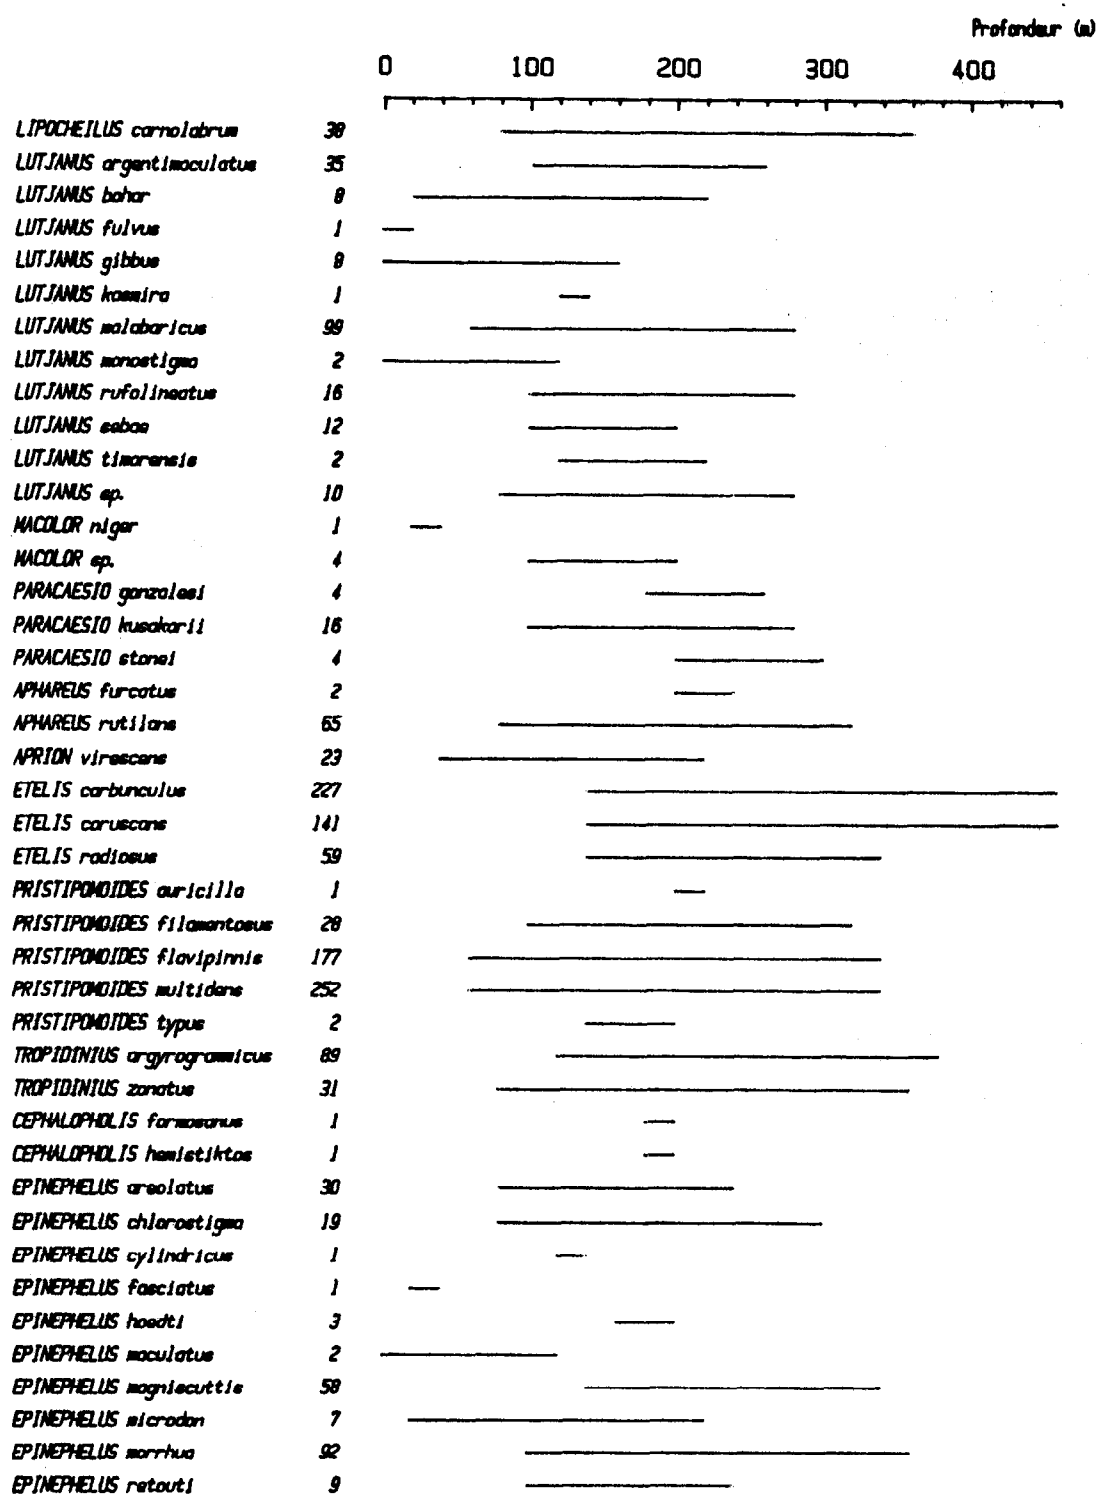 Profondeur (m)
0 100 200 300 400
LIPOCHEILUS carnolabrum 38
LUTJANUS argentimaculatus 35
LUTJANUS bohar 8
LUTJANUS fulvus 1
LUTJANUS gibbus 8
LUTJANUS kasmira 1
LUTJANUS malabaricus 99
LUTJANUS monostigma 2
LUTJANUS rufolineatus 16
LUTJANUS sebae 12
LUTJANUS timorensis 2
LUTJANUS sp. 10
MACOLOR niger 1
MACOLOR sp. 4
PARACAESIO gonzalesi 4
PARACAESIO kusakarii 16
PARACAESIO stonei 4
APHAREUS furcatus 2
APHAREUS rutilans 65
APRION virescens 23
ETELIS carbunculus 227
ETELIS coruscans 141
ETELIS radiosus 59
PRISTIPOMOIDES auricilla 1
PRISTIPOMOIDES filamentosus 28
PRISTIPOMOIDES flavipinnis 177
PRISTIPOMOIDES multidens 252
PRISTIPOMOIDES typus 2
TROPIDINIUS argyrogrammicus 89
TROPIDINIUS zonatus 31
CEPHALOPHOLIS formosanus 1
CEPHALOPHOLIS hemistiktos 1
EPINEPHELUS areolatus 30
EPINEPHELUS chlorostigma 19
EPINEPHELUS cylindricus 1
EPINEPHELUS fasciatus 1
EPINEPHELUS hoedti 3
EPINEPHELUS maculatus 2
EPINEPHELUS magniscuttis 58
EPINEPHELUS microdon 7
EPINEPHELUS morrhua 92
EPINEPHELUS retouti 9